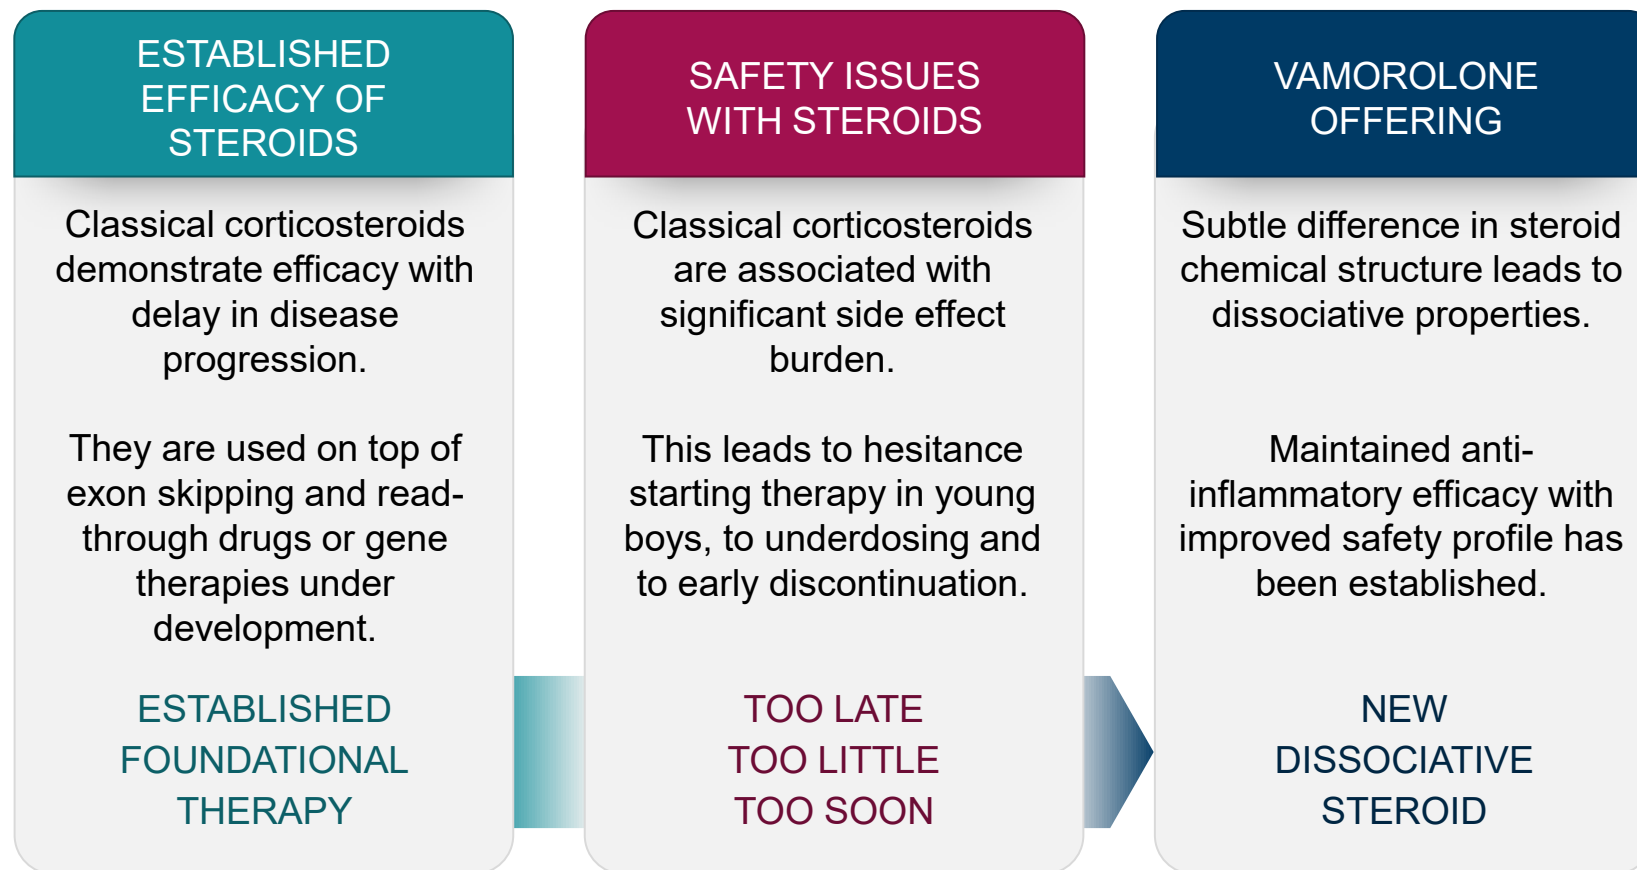 ESTABLISHED
EFFICACY OF
STEROIDS
Classical corticosteroids
demonstrate efficacy with
delay in disease
progression.
They are used on top of
exon skipping and read-
through drugs or gene
therapies under
development.
ESTABLISHED
FOUNDATIONAL
THERAPY
SAFETY ISSUES
WITH STEROIDS
Classical corticosteroids
are associated with
significant side effect
burden.
This leads to hesitance
starting therapy in young
boys, to underdosing and
to early discontinuation.
TOO LATE
TOO LITTLE
TOO SOON
VAMOROLONE
OFFERING
Subtle difference in steroid
chemical structure leads to
dissociative properties.
Maintained anti-
inflammatory efficacy with
improved safety profile has
been established.
NEW
DISSOCIATIVE
STEROID